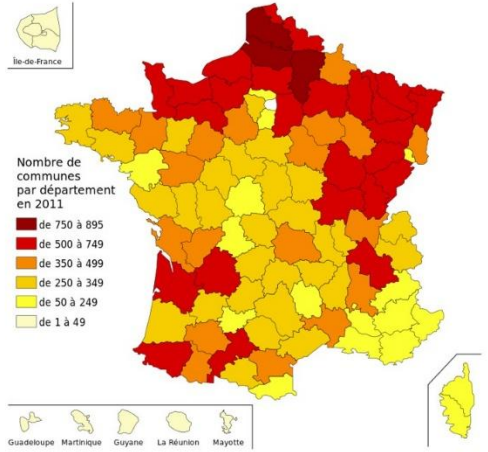 Île-de-France
Nombre de
communes
par département
en 2011
de 750 à 895
de 500 à 749
de 350 à 499
de 250 à 349
de 50 à 249
de 1 à 49
Guadeloupe Martinique Guyane La Réunion Mayotte